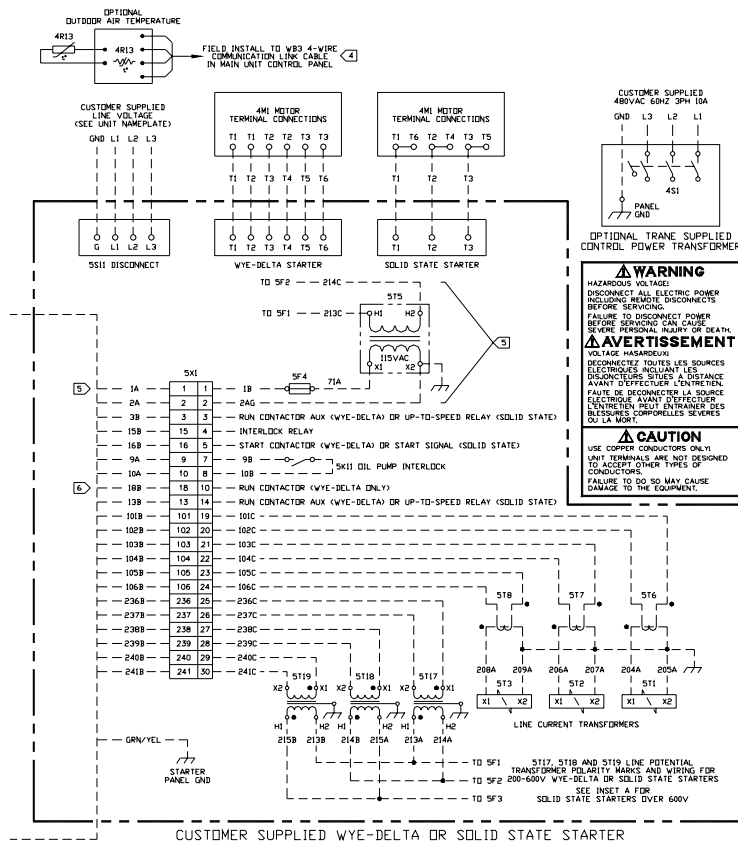 OPTIONAL
OUTDOOR AIR TEMPERATURE
4R13
4R13
t°
t°
FIELD INSTALL TO WB3 4-WIRE
COMMUNICATION LINK CABLE
IN MAIN UNIT CONTROL PANEL
4
CUSTOMER SUPPLIED
LINE VOLTAGE
(SEE UNIT NAMEPLATE)
GND L1 L2 L3
G L1 L2 L3
5S11 DISCONNECT
4M1 MOTOR
TERMINAL CONNECTIONS
T1 T1 T2 T2 T3 T3
T1 T2 T3 T4 T5 T6
T1 T2 T3 T4 T5 T6
WYE-DELTA STARTER
4M1 MOTOR
TERMINAL CONNECTIONS
T1 T6 T2 T4 T3 T5
T1 T2 T3
T1 T2 T3
SOLID STATE STARTER
CUSTOMER SUPPLIED
480VAC 60HZ 3PH 10A
GND L3 L2 L1
4S1
PANEL
GND
OPTIONAL TRANE SUPPLIED
CONTROL POWER TRANSFORMER
WARNING
HAZARDOUS VOLTAGE!
DISCONNECT ALL ELECTRIC POWER
INCLUDING REMOTE DISCONNECTS
BEFORE SERVICING.
FAILURE TO DISCONNECT POWER
BEFORE SERVICING CAN CAUSE
SEVERE PERSONAL INJURY OR DEATH.
AVERTISSEMENT
VOLTAGE HASARDEUX!
DECONNECTEZ TOUTES LES SOURCES
ELECTRIQUES INCLUANT LES
DISJONCTEURS SITUES A DISTANCE
AVANT D'EFFECTUER L'ENTRETIEN.
FAUTE DE DECONNECTER LA SOURCE
ELECTRIQUE AVANT D'EFFECTUER
L'ENTRETIEN PEUT ENTRAINER DES
BLESSURES CORPORELLES SEVERES
OU LA MORT.
CAUTION
USE COPPER CONDUCTORS ONLY!
UNIT TERMINALS ARE NOT DESIGNED
TO ACCEPT OTHER TYPES OF
CONDUCTORS.
FAILURE TO DO SO MAY CAUSE
DAMAGE TO THE EQUIPMENT.
TO 5F2 214C
5T5
TO 5F1 213C H1 H2
115VAC
X1 X2
5
5X1
5F4
71A
5 1A 1 1 1B
2A 2 2 2AG
3B 3 3 RUN CONTACTOR AUX (WYE-DELTA) OR UP-TO-SPEED RELAY (SOLID STATE)
15B 15 4 INTERLOCK RELAY
16B 16 5 START CONTACTOR (WYE-DELTA) OR START SIGNAL (SOLID STATE)
9A 9 7 9B
5K11 OIL PUMP INTERLOCK
10A 10 8 10B
6 18B 18 10 RUN CONTACTOR (WYE-DELTA ONLY)
13B 13 14 RUN CONTACTOR AUX (WYE-DELTA) OR UP-TO-SPEED RELAY (SOLID STATE)
101B 101 19 101C
102B 102 20 102C
103B 103 21 103C
104B 104 22 104C
105B 105 23 105C
106B 106 24 106C
236B 236 25 236C
237B 237 26 237C
238B 238 27 238C
239B 239 28 239C
240B 240 29 240C
241B 241 30 241C
5T8 5T7 5T6
208A 209A 206A 207A 204A 205A
5T3 5T2 5T1
X1 X2 X1 X2 X1 X2
LINE CURRENT TRANSFORMERS
5T19 5T18 5T17
X2 X1 X2 X1 X2 X1
H1 H2 H1 H2 H1 H2
215B 213B 214B 215A 213A 214A
GRN/YEL
STARTER
PANEL GND
TO 5F1
TO 5F2
TO 5F3
5T17, 5T18 AND 5T19 LINE POTENTIAL
TRANSFORMER POLARITY MARKS AND WIRING FOR
200-600V WYE-DELTA OR SOLID STATE STARTERS
SEE INSET A FOR
SOLID STATE STARTERS OVER 600V
CUSTOMER SUPPLIED WYE-DELTA OR SOLID STATE STARTER